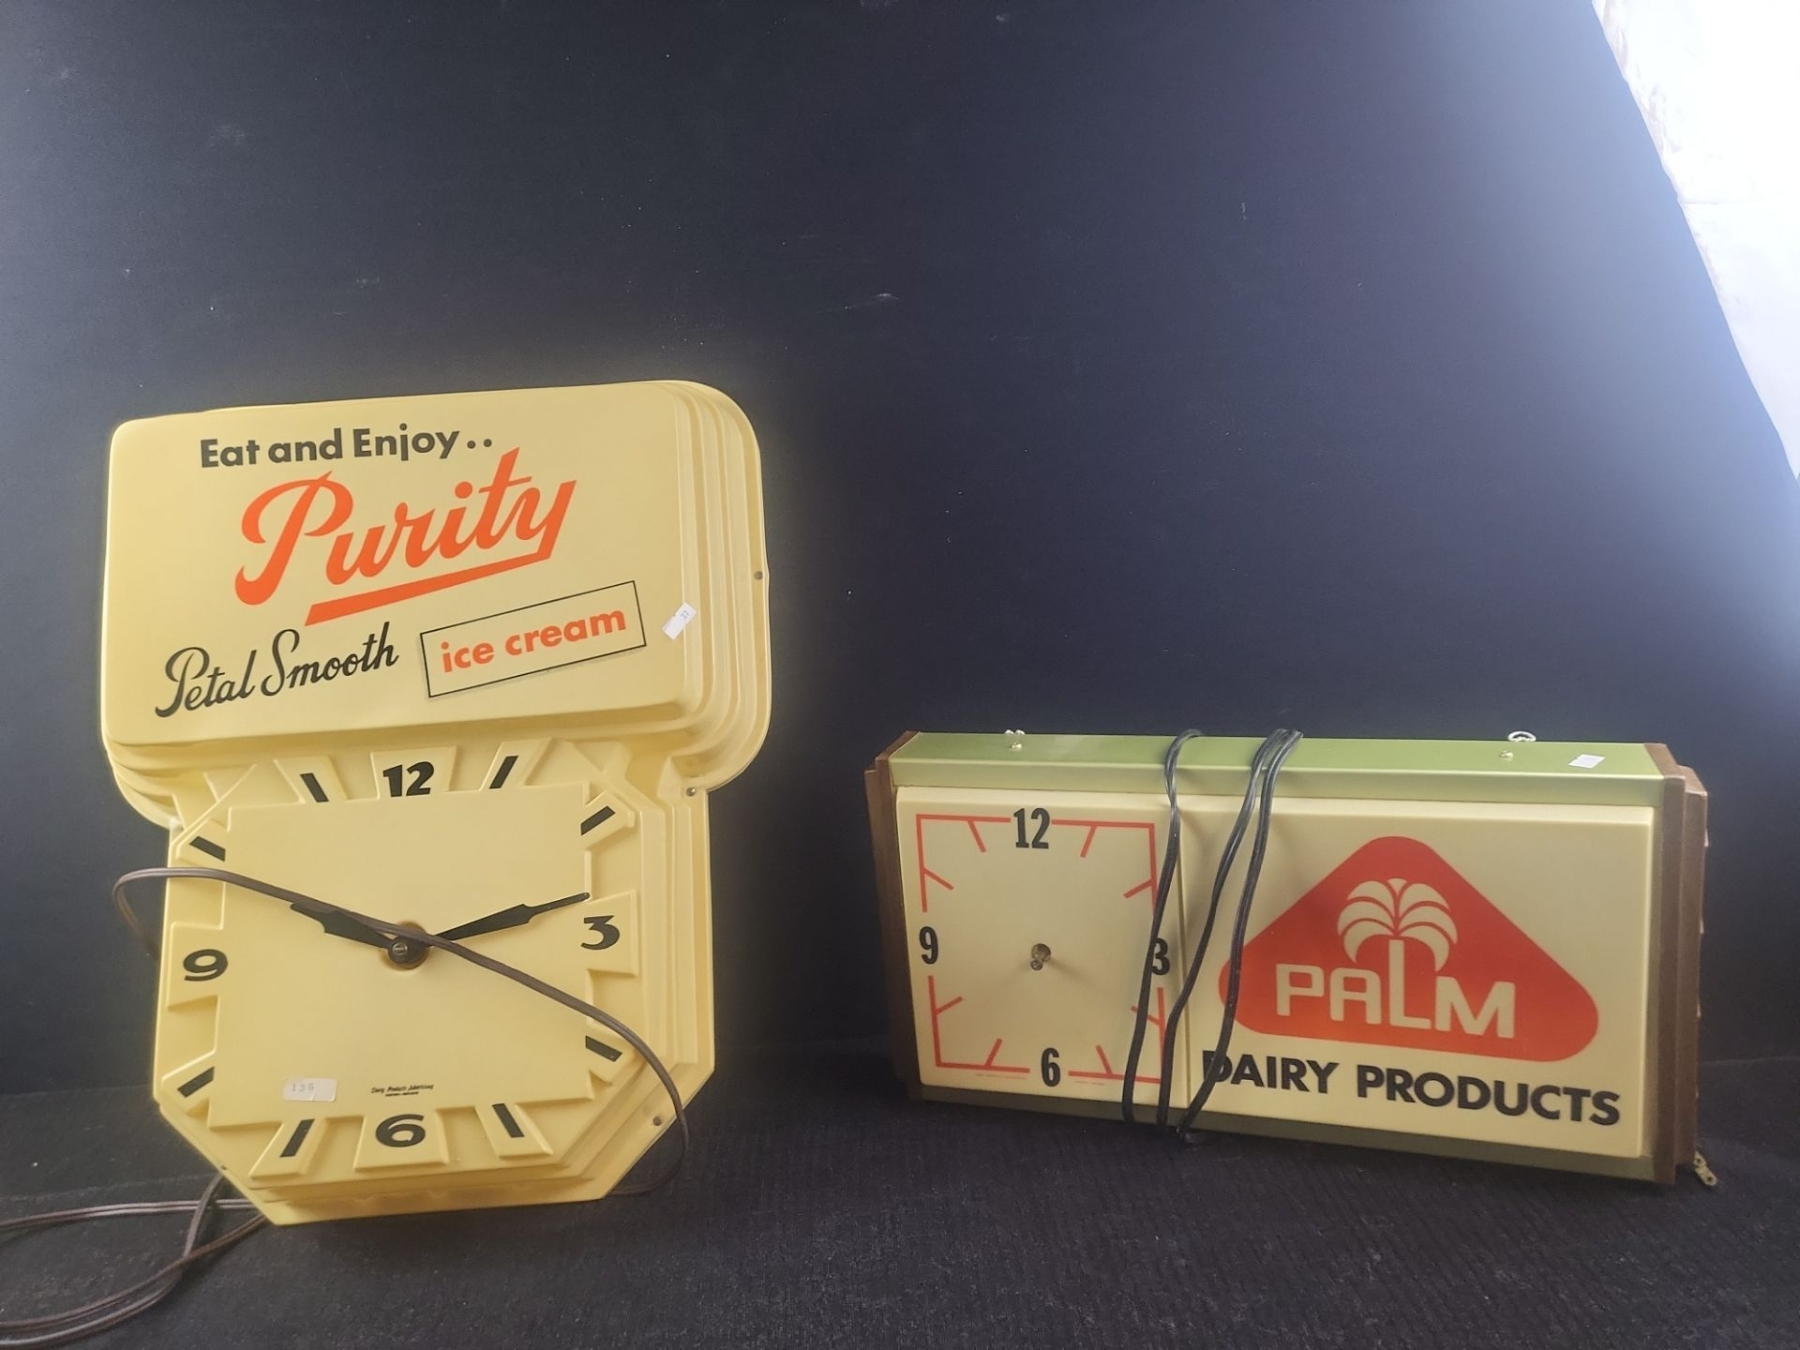 Eat and Enjoy..
Purity
Petal Smooth
ice cream
12
3
6
9
136
12
3
6
9
PALM
DAIRY PRODUCTS